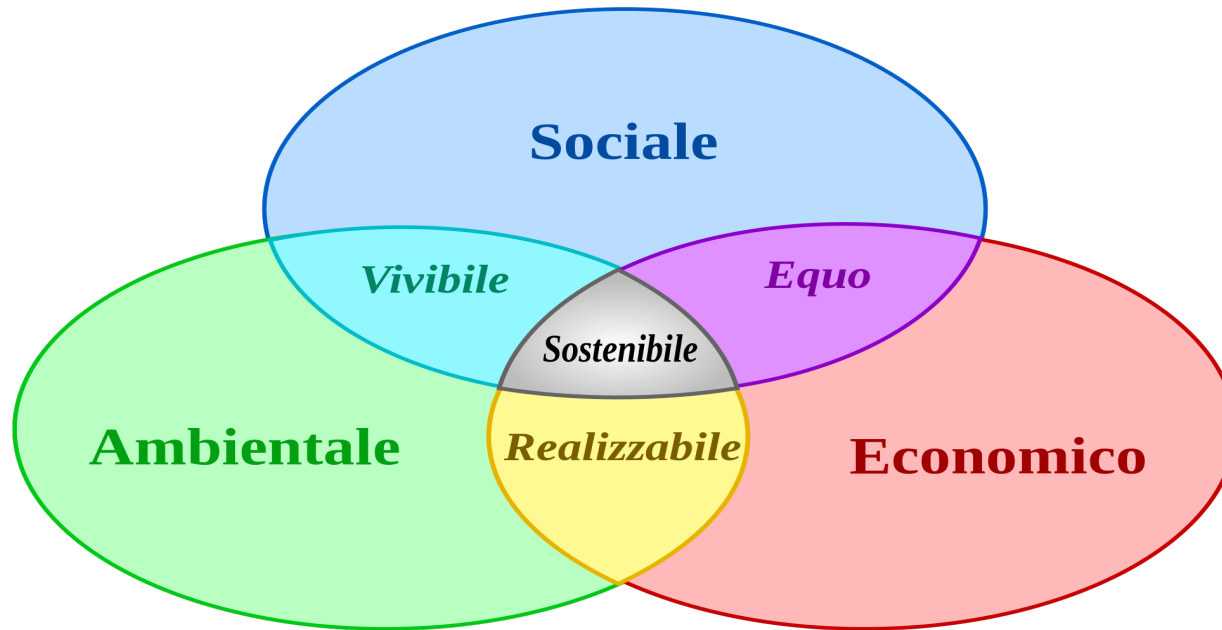 Sociale
Vivibile
Equo
Sostenibile
Ambientale
Realizzabile
Economico